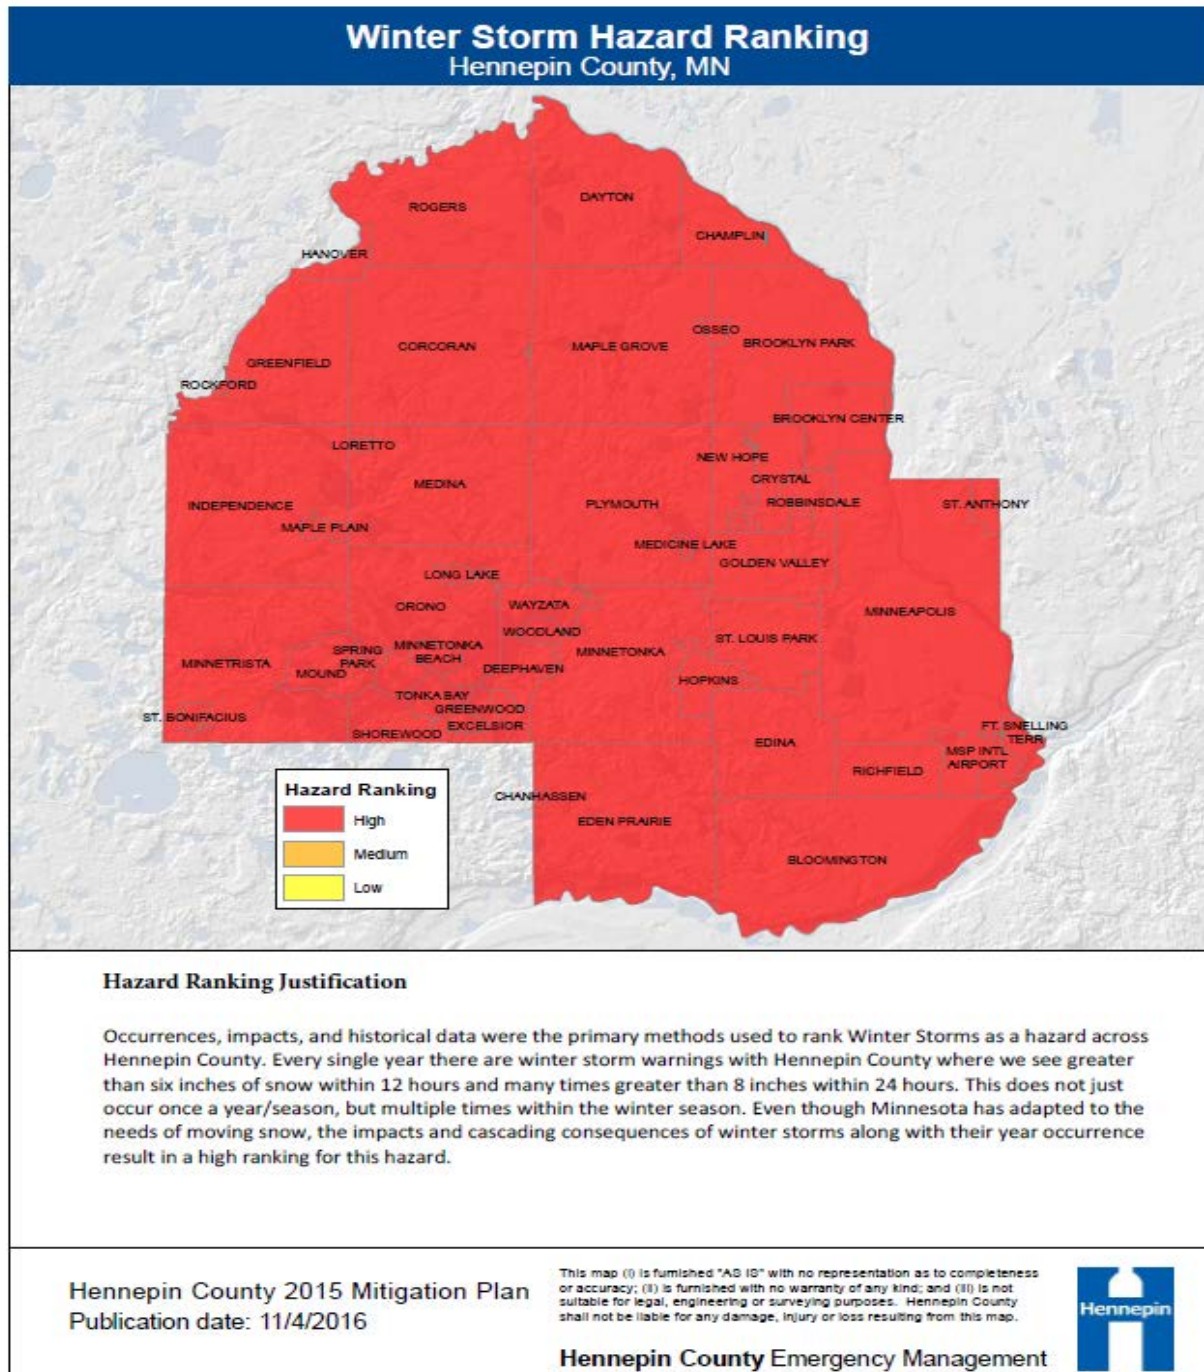 Winter Storm Hazard Ranking
Hennepin County, MN
DAYTON
ROGERS
CHAMPLIN
HANOVER
OSSEO
BROOKLYN PARK
CORCORAN
MAPLE GROVE
GREENFIELD
ROCKFORD
BROOKLYN CENTER
LORETTO
NEW HOPE
CRYSTAL
MEDINA
INDEPENDENCE
PLYMOUTH
ROBBINSDALE
ST. ANTHONY
MAPLE PLAIN
MEDICINE LAKE
GOLDEN VALLEY
LONG LAKE
ORONO
WAYZATA
MINNEAPOLIS
WOODLAND
ST. LOUIS PARK
MINNETONKA
BEACH
SPRING
PARK
MINNETONKA
MINNETRISTA
MOUND
DEEPHAVEN
HOPKINS
TONKA BAY
GREENWOOD
ST. BONIFACIUS
EXCELSIOR
SHOREWOOD
FT. SNELLING
TERR
EDINA
MSP INTL
AIRPORT
RICHFIELD
CHANHASSEN
EDEN PRAIRIE
BLOOMINGTON
Hazard Ranking
High
Medium
Low
Hazard Ranking Justification
Occurrences, impacts, and historical data were the primary methods used to rank Winter Storms as a hazard across
Hennepin County. Every single year there are winter storm warnings with Hennepin County where we see greater
than six inches of snow within 12 hours and many times greater than 8 inches within 24 hours. This does not just
occur once a year/season, but multiple times within the winter season. Even though Minnesota has adapted to the
needs of moving snow, the impacts and cascading consequences of winter storms along with their year occurrence
result in a high ranking for this hazard.
Hennepin County 2015 Mitigation Plan
Publication date: 11/4/2016
This map (i) is furnished "AS IS" with no representation as to completeness
or accuracy; (ii) is furnished with no warranty of any kind; and (iii) is not
suitable for legal, engineering or surveying purposes. Hennepin County
shall not be liable for any damage, injury or loss resulting from this map.
Hennepin County Emergency Management
Hennepin